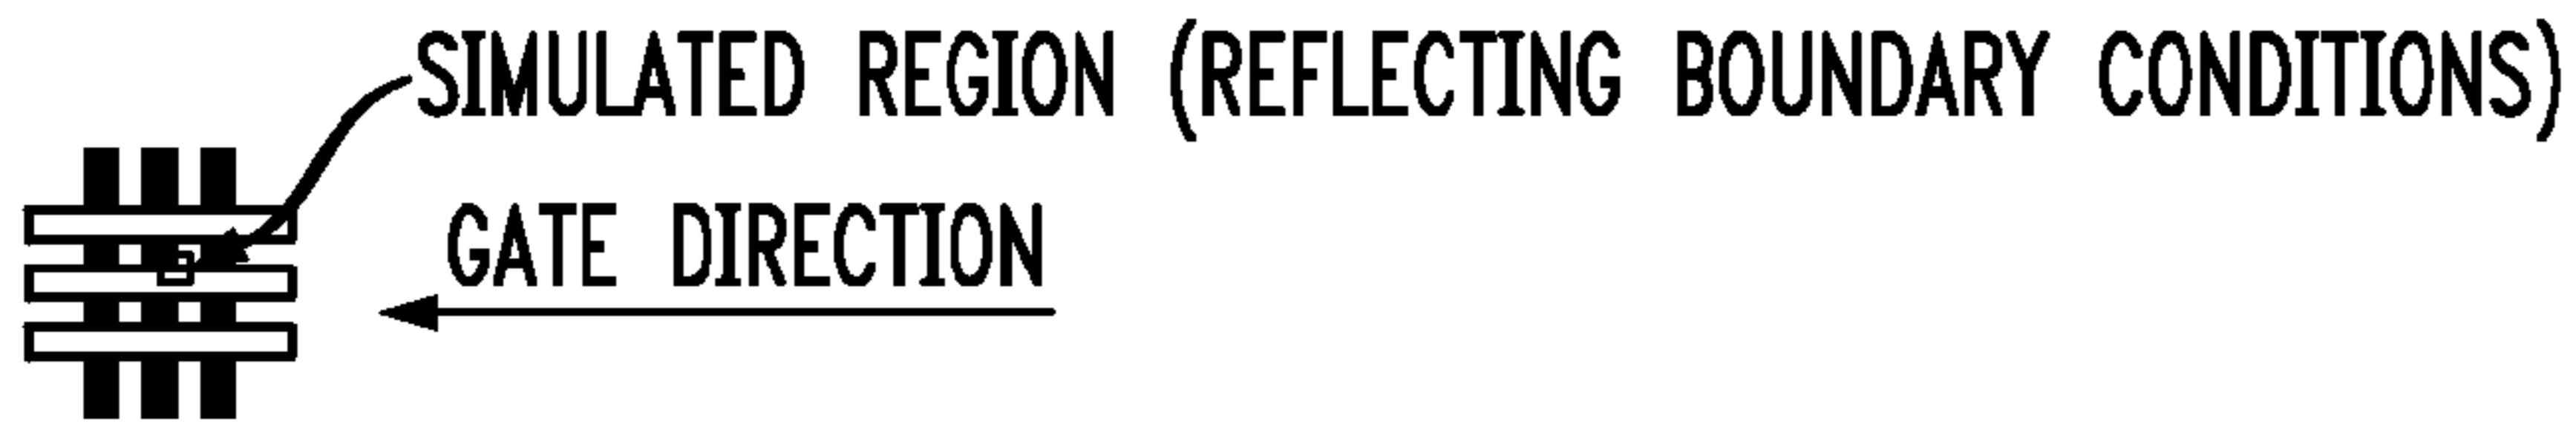 SIMULATED REGION (REFLECTING BOUNDARY CONDITIONS)
GATE DIRECTION